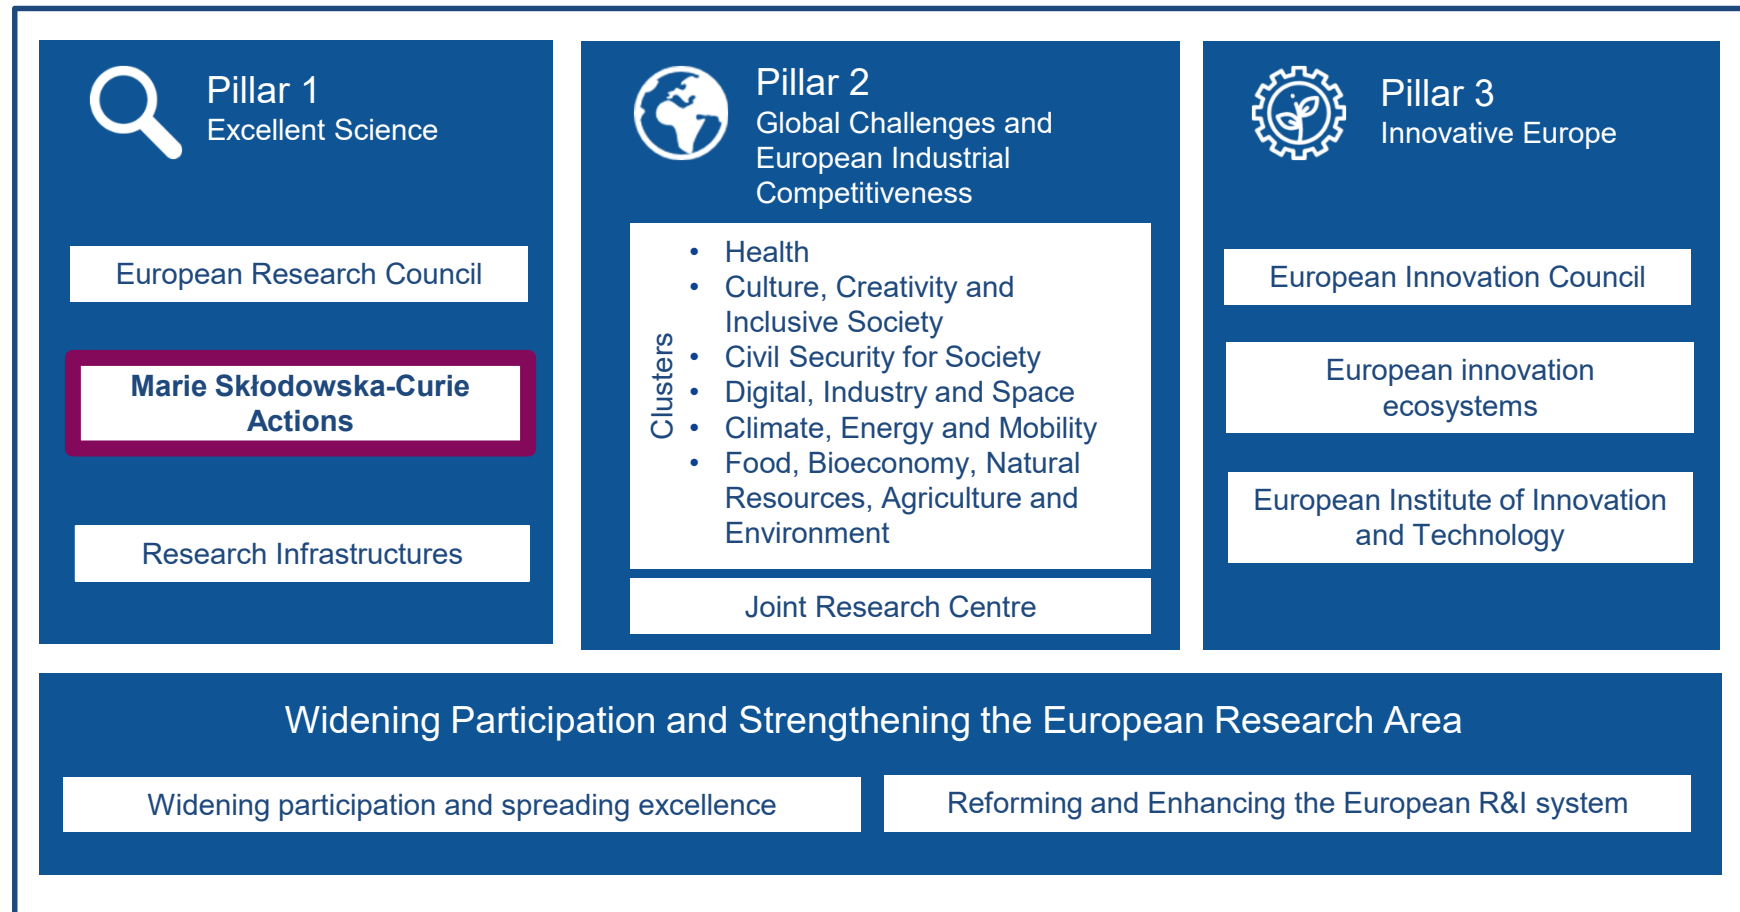 Pillar 1
Excellent Science
European Research Council
Marie Skłodowska-Curie
Actions
Research Infrastructures
Pillar 2
Global Challenges and
European Industrial
Competitiveness
Clusters
• Health
• Culture, Creativity and
Inclusive Society
• Civil Security for Society
• Digital, Industry and Space
• Climate, Energy and Mobility
• Food, Bioeconomy, Natural
Resources, Agriculture and
Environment
Joint Research Centre
Pillar 3
Innovative Europe
European Innovation Council
European innovation
ecosystems
European Institute of Innovation
and Technology
Widening Participation and Strengthening the European Research Area
Widening participation and spreading excellence
Reforming and Enhancing the European R&I system